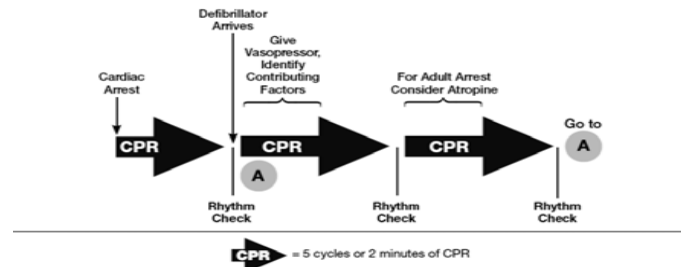 Defibrillator
Arrives
Give
Vasopressor,
Identify
Contributing
Factors
Cardiac
Arrest
For Adult Arrest
Consider Atropine
Go to
A
CPR
CPR
CPR
A
Rhythm
Check
Rhythm
Check
Rhythm
Check
CPR = 5 cycles or 2 minutes of CPR